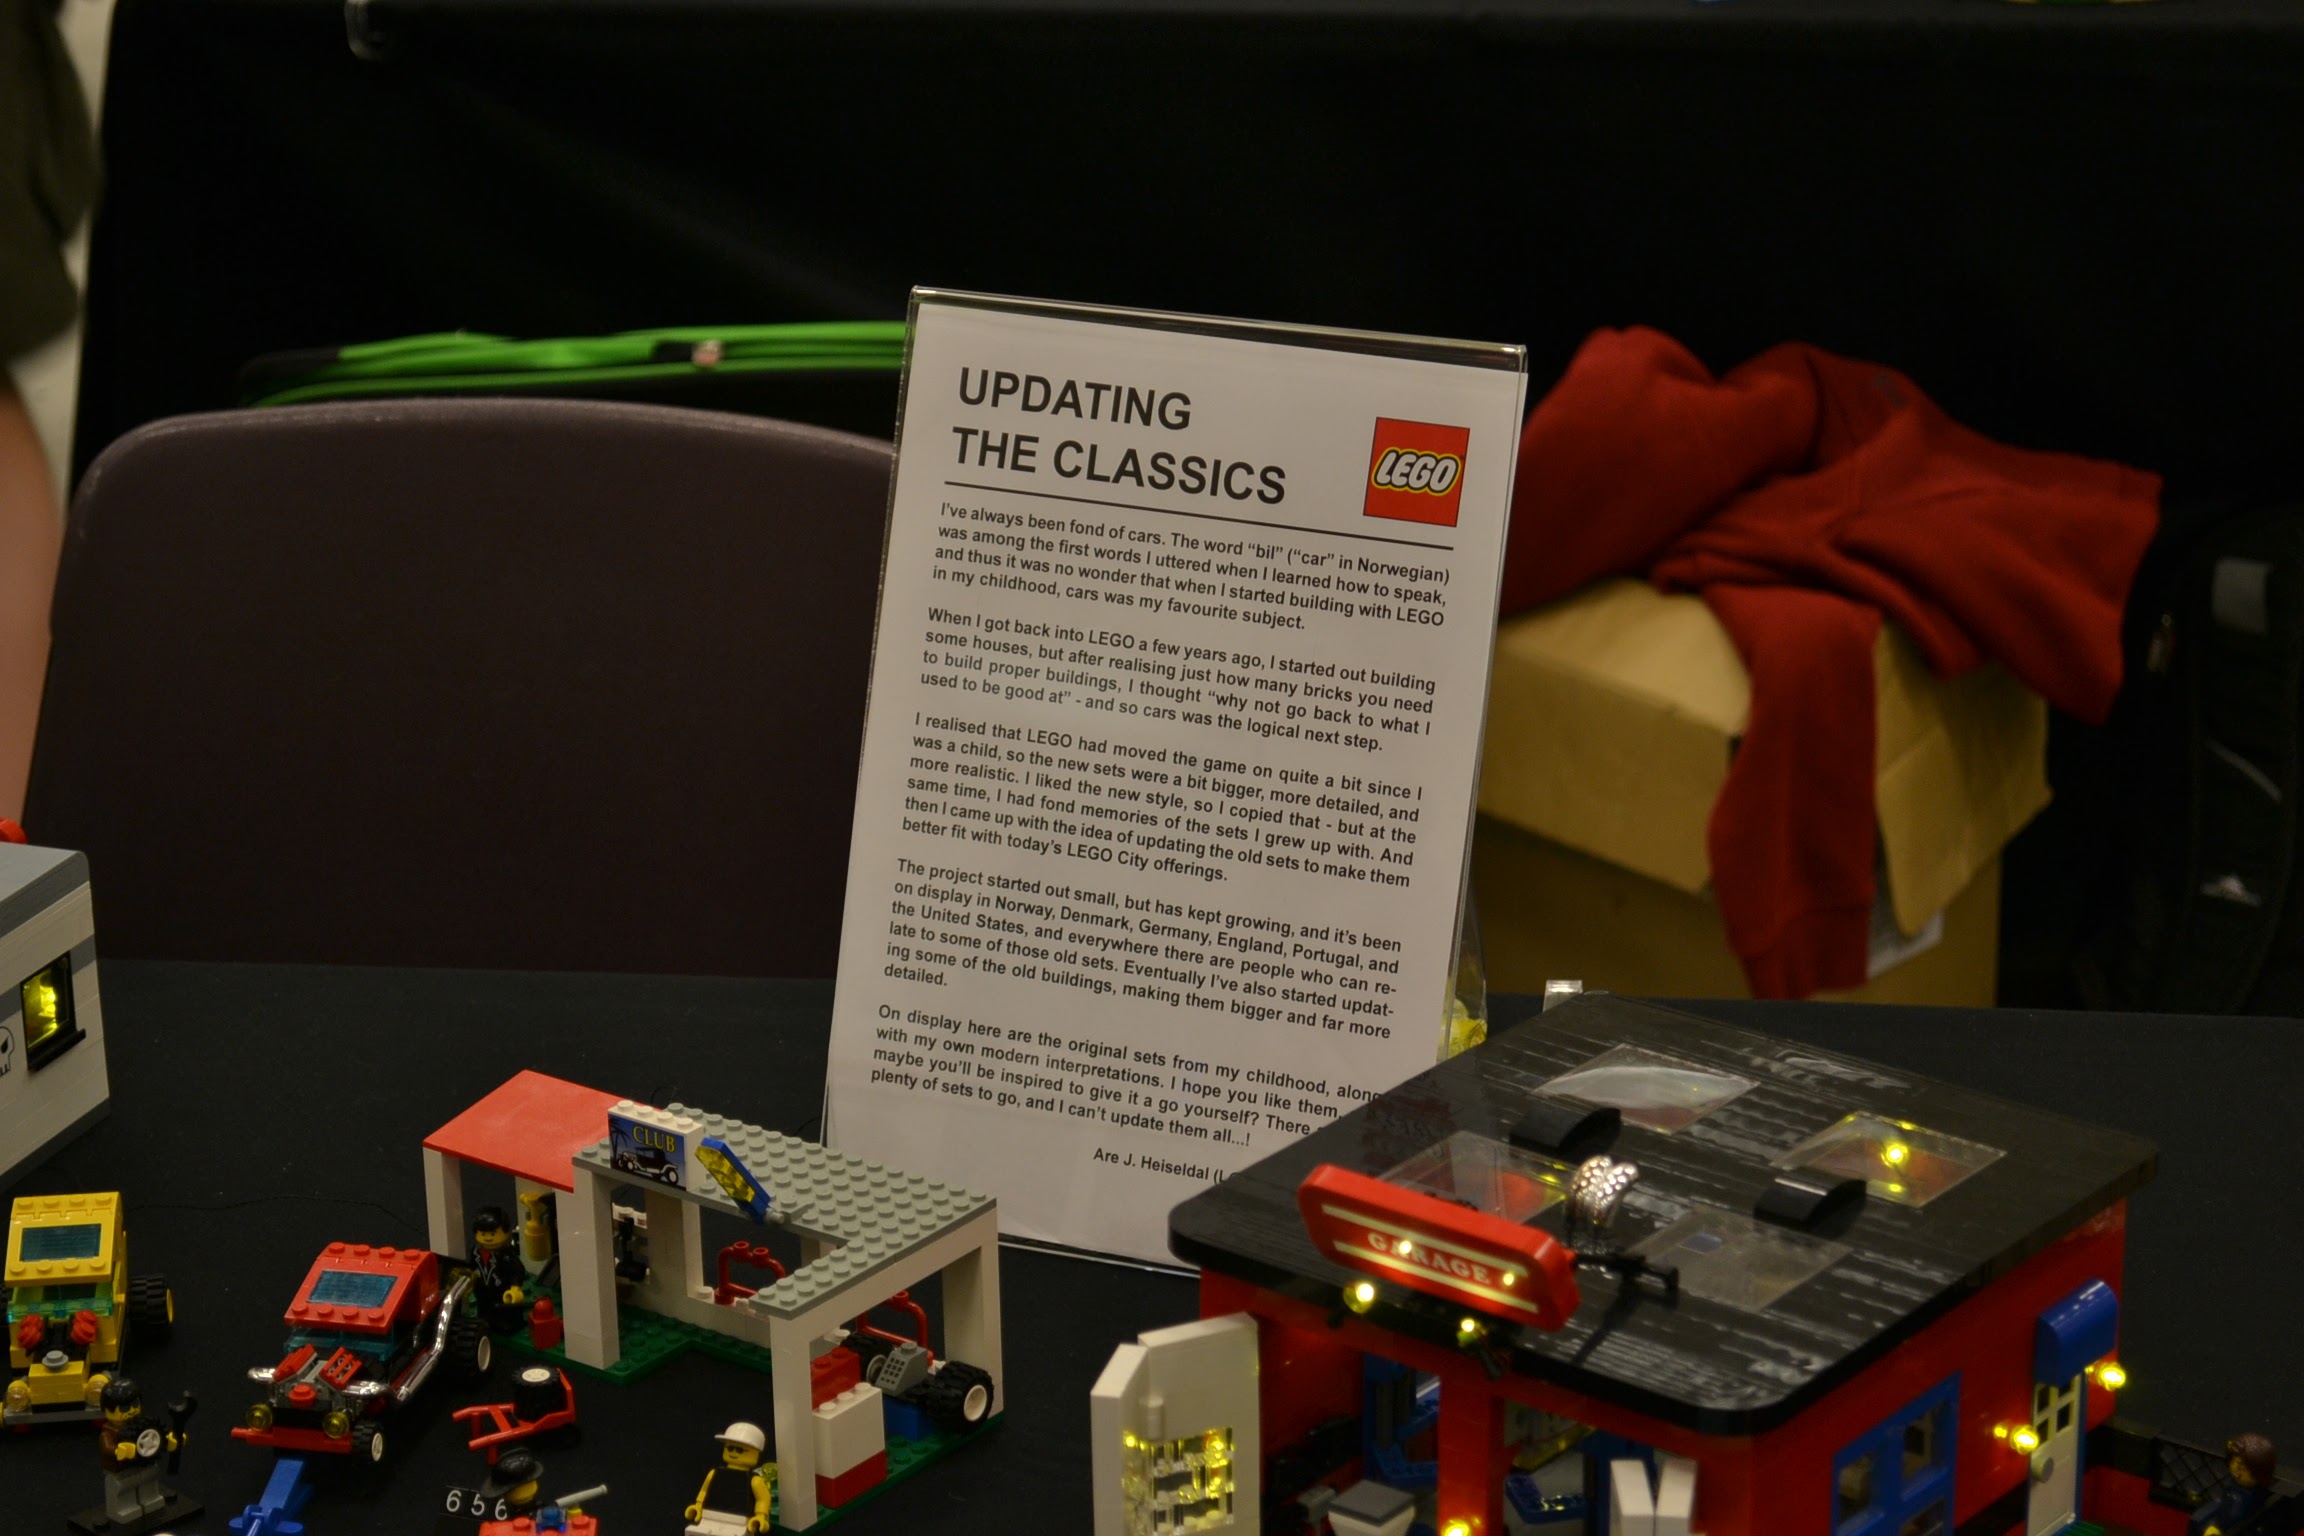 UPDATING
THE CLASSICS
LEGO
I've always been fond of cars. The word “bil” (“car” in Norwegian)
was among the first words I uttered when I learned how to speak,
and thus it was no wonder that when I started building with LEGO
in my childhood, cars was my favourite subject.
When I got back into LEGO a few years ago, I started out building
some houses, but after realising just how many bricks you need
to build proper buildings, I thought “why not go back to what I
used to be good at” - and so cars was the logical next step.
I realised that LEGO had moved the game on quite a bit since I
was a child, so the new sets were a bit bigger, more detailed, and
more realistic. I liked the new style, so I copied that - but at the
same time, I had fond memories of the sets I grew up with. And
then I came up with the idea of updating the old sets to make them
better fit with today's LEGO City offerings.
The project started out small, but has kept growing, and it's been
on display in Norway, Denmark, Germany, England, Portugal, and
the United States, and everywhere there are people who can re-
late to some of those old sets. Eventually I've also started updat-
ing some of the old buildings, making them bigger and far more
detailed.
On display here are the original sets from my childhood, along
with my own modern interpretations. I hope you like them,
maybe you'll be inspired to give it a go yourself? There
plenty of sets to go, and I can't update them all...!
Are J. Heiseldal
CLUB
GARAGE
656